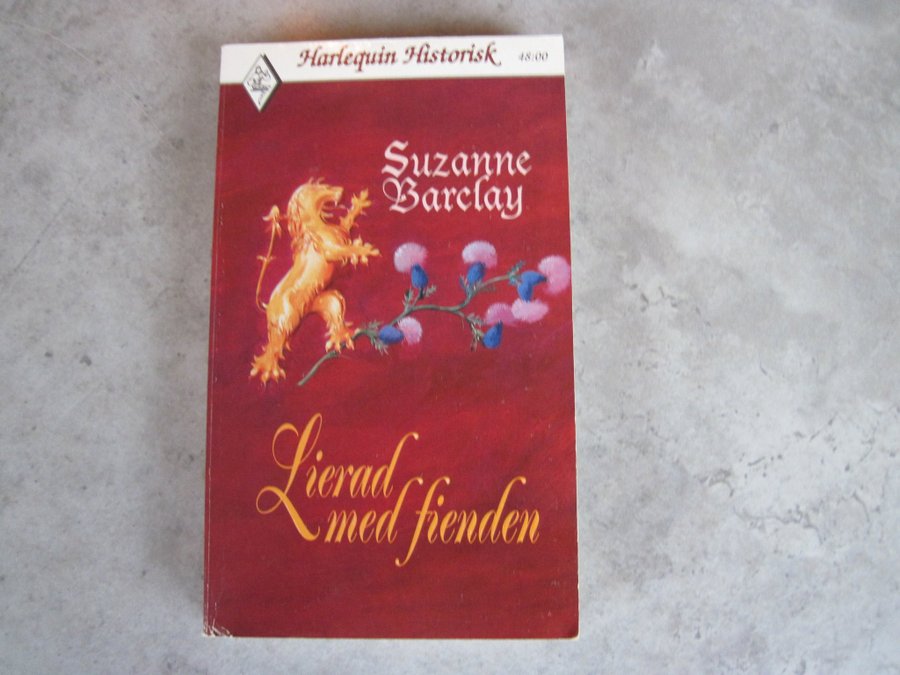 Harlequin Historisk 48:00
Suzanne
Barclay
Lierad
med fienden